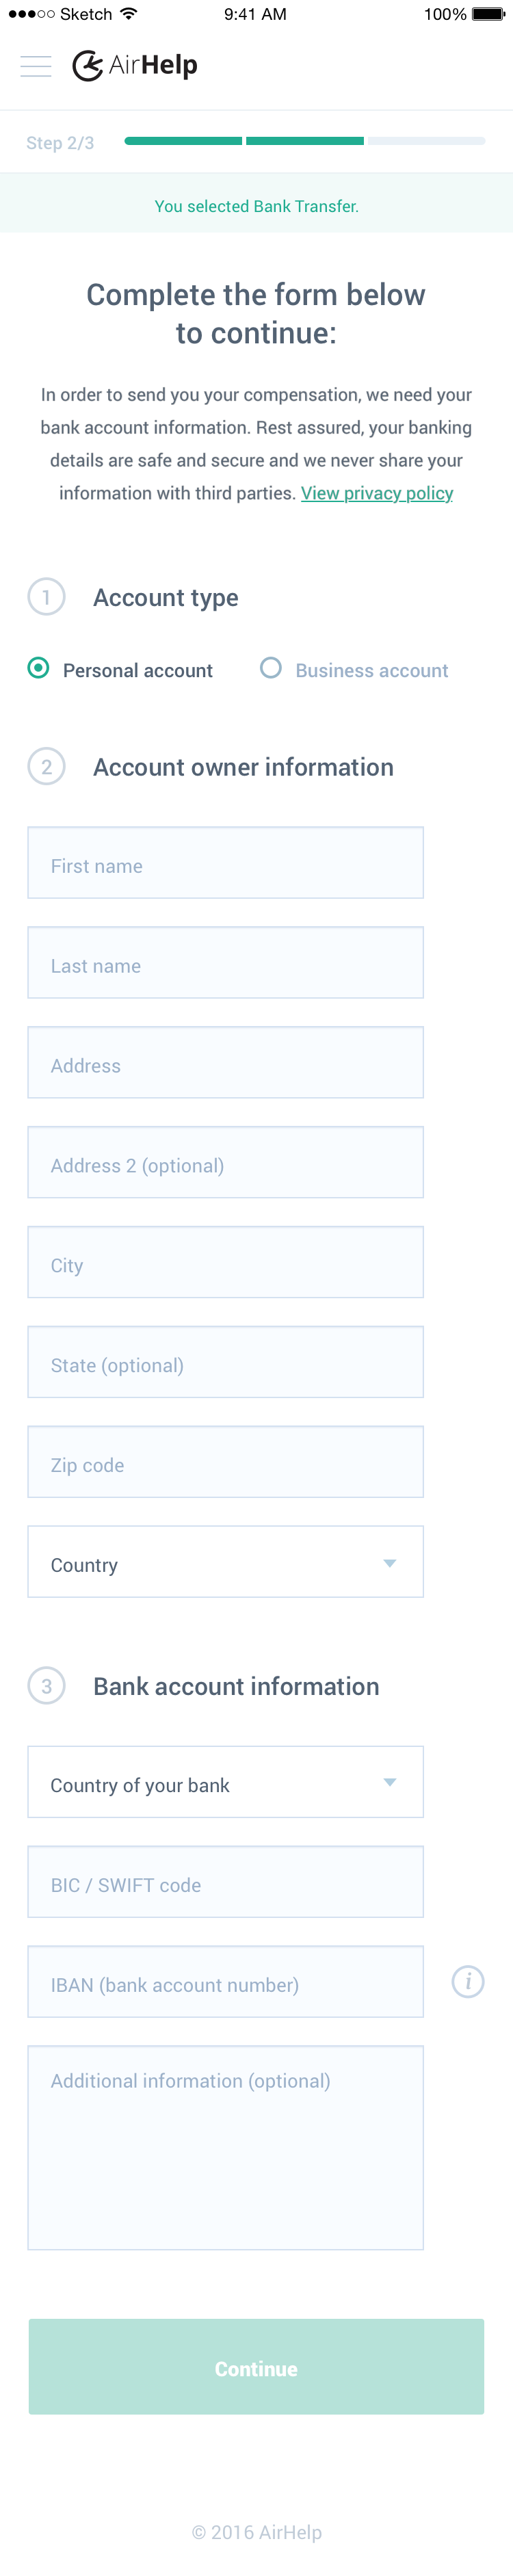 Sketch 9:41 AM 100%
AirHelp
Step 2/3
You selected Bank Transfer.
Complete the form below
to continue:
In order to send you your compensation, we need your
bank account information. Rest assured, your banking
details are safe and secure and we never share your
information with third parties. View privacy policy
1 Account type
Personal account Business account
2 Account owner information
First name
Last name
Address
Address 2 (optional)
City
State (optional)
Zip code
Country
3 Bank account information
Country of your bank
BIC / SWIFT code
IBAN (bank account number) i
Additional information (optional)
Continue
© 2016 AirHelp